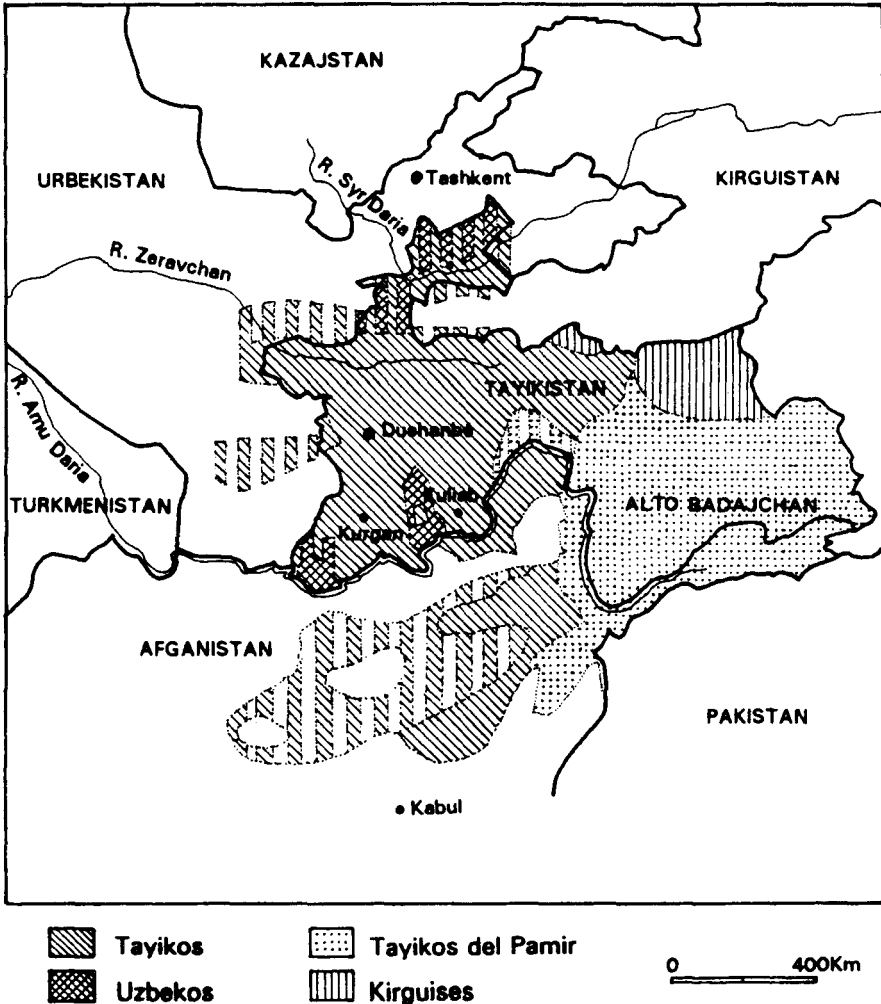 KAZAJSTAN
URBEKISTAN
R. Syr Daria
Tashkent
KIRGUISTAN
R. Zeravchan
R. Amu Daria
TAYIKISTAN
Dushanbé
TURKMENISTAN
Kuliab
Kurgan
ALTO BADAJCHAN
AFGANISTAN
PAKISTAN
Kabul
Tayikos
Tayikos del Pamir
0 400Km
Uzbekos
Kirguises